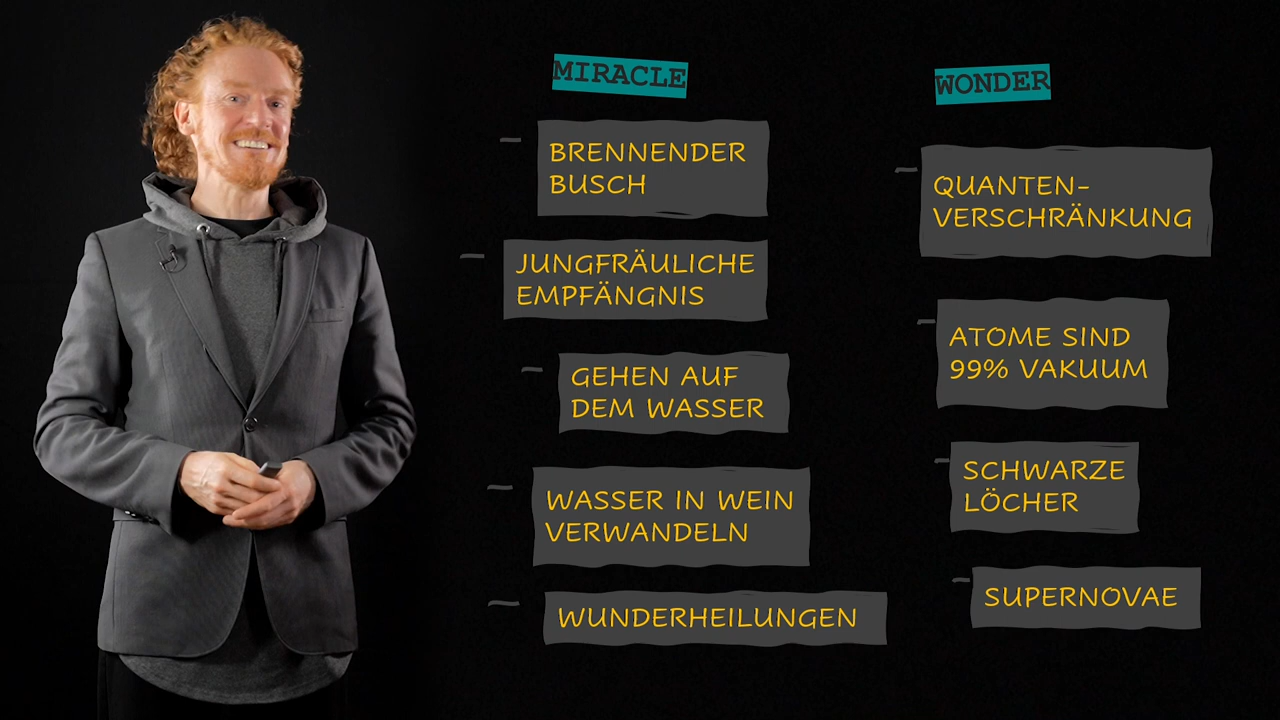 MIRACLE
BRENNENDER
BUSCH
JUNGFRÄULICHE
EMPFÄNGNIS
GEHEN AUF
DEM WASSER
WASSER IN WEIN
VERWANDELN
WUNDERHEILUNGEN
WONDER
QUANTEN-
VERSCHRÄNKUNG
ATOME SIND
99% VAKUUM
SCHWARZE
LÖCHER
SUPERNOVAE